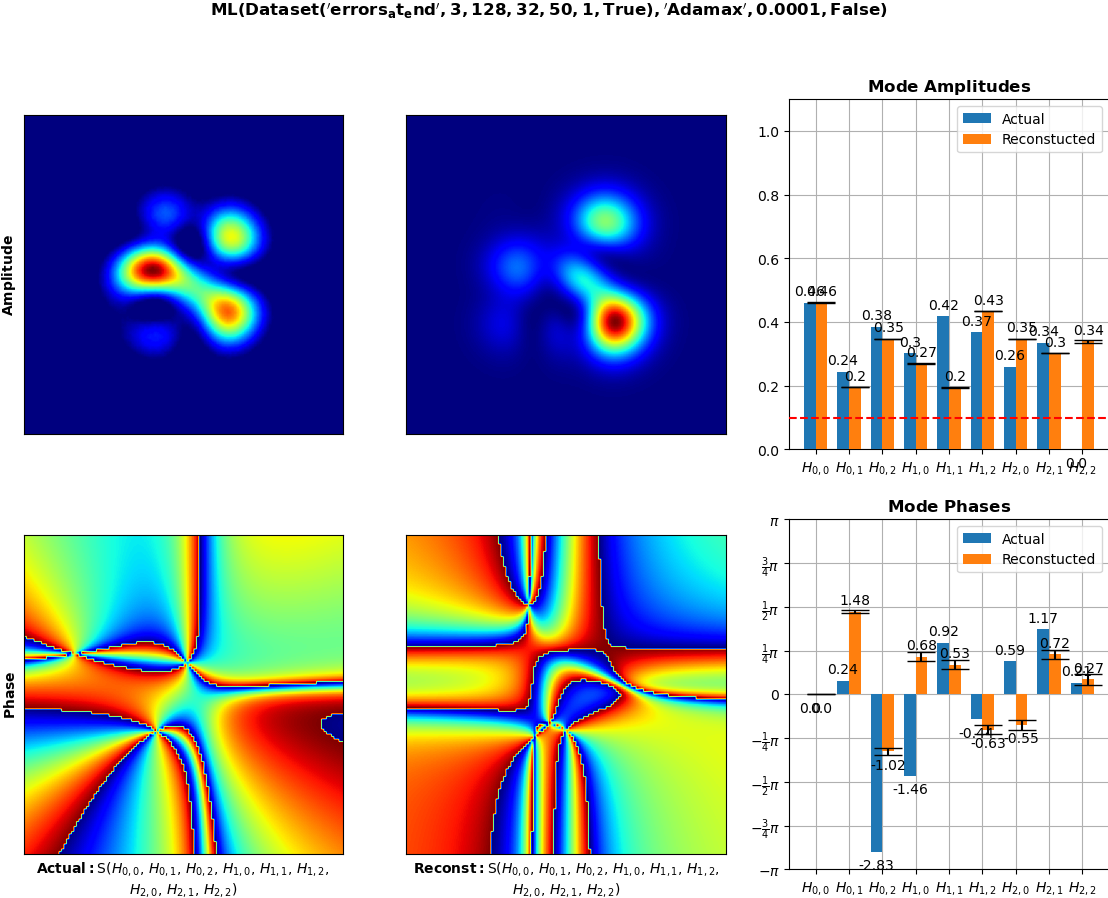 ML(Dataset('errors_at_end', 3, 128, 32, 50, 1, True), 'Adamax', 0.0001, False)
Amplitude
Mode Amplitudes
Actual
Reconstucted
1.0
0.8
0.6
0.4
0.2
0.0
0.46 0.46
0.24 0.2
0.38 0.35
0.3 0.27
0.42 0.2
0.37 0.43
0.26 0.35
0.34 0.3
0.0 0.34
H0,0 H0,1 H0,2 H1,0 H1,1 H1,2 H2,0 H2,1 H2,2
Phase
Actual: S(H0,0, H0,1, H0,2, H1,0, H1,1, H1,2,
H2,0, H2,1, H2,2)
Reconst: S(H0,0, H0,1, H0,2, H1,0, H1,1, H1,2,
H2,0, H2,1, H2,2)
Mode Phases
Actual
Reconstucted
π
3/4π
1/2π
1/4π
0
−1/4π
−1/2π
−3/4π
−π
0.0 0.0
0.24 1.48
-2.83 -1.02
-1.46 0.68
0.92 0.53
-0.63
0.59 -0.55
1.17 0.72
0.27
H0,0 H0,1 H0,2 H1,0 H1,1 H1,2 H2,0 H2,1 H2,2